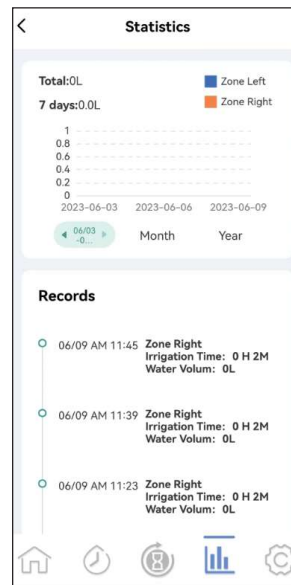 Statistics
Total:0L
Zone Left
7 days:0.0L
Zone Right
1
0.8
0.6
0.4
0.2
0
2023-06-03 2023-06-06 2023-06-09
06/03
-0...
Month
Year
Records
06/09 AM 11:45 Zone Right
Irrigation Time: 0 H 2M
Water Volum: 0L
06/09 AM 11:39 Zone Right
Irrigation Time: 0 H 2M
Water Volum: 0L
06/09 AM 11:23 Zone Right
Irrigation Time: 0 H 2M
Water Volum: 0L